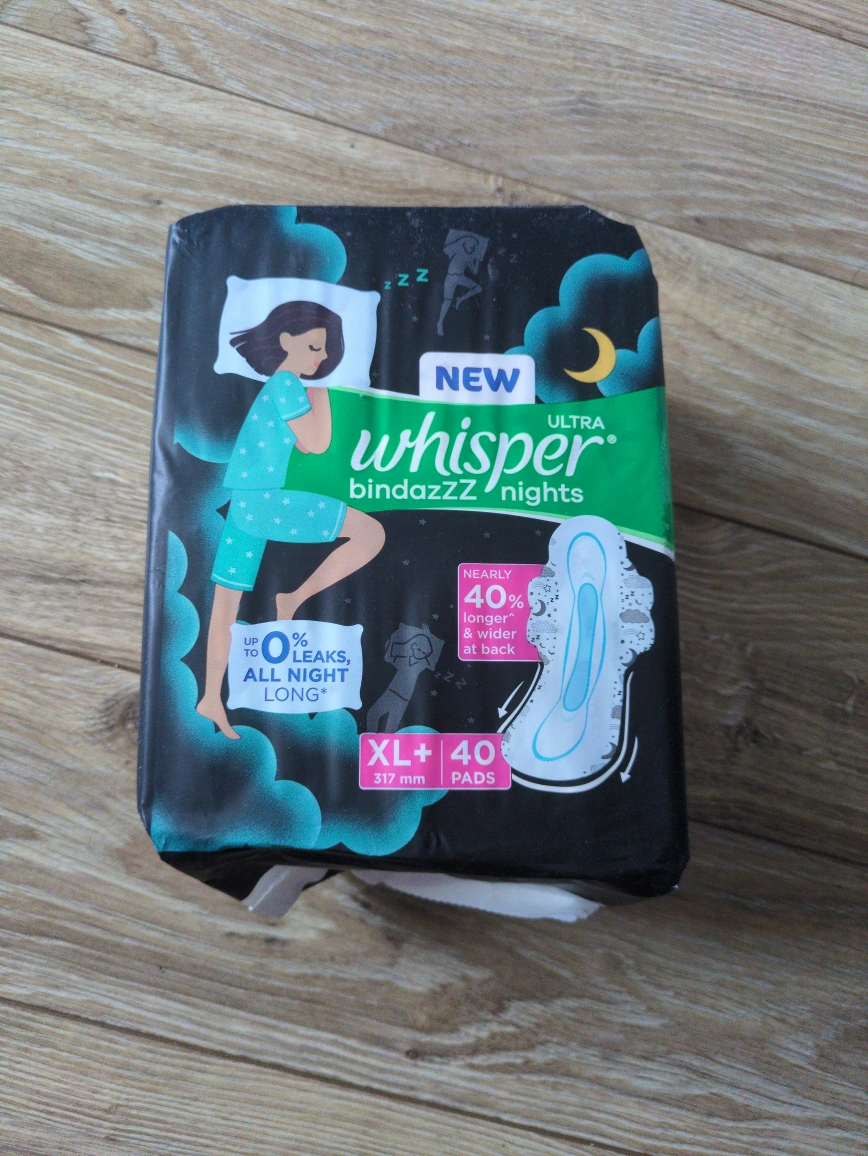 z z Z
z z
NEW
ULTRA
whisper®
bindazZZ nights
NEARLY
40%
longer^
& wider
at back
UP TO 0% LEAKS,
ALL NIGHT
LONG*
z z z
XL+ 40
317 mm PADS